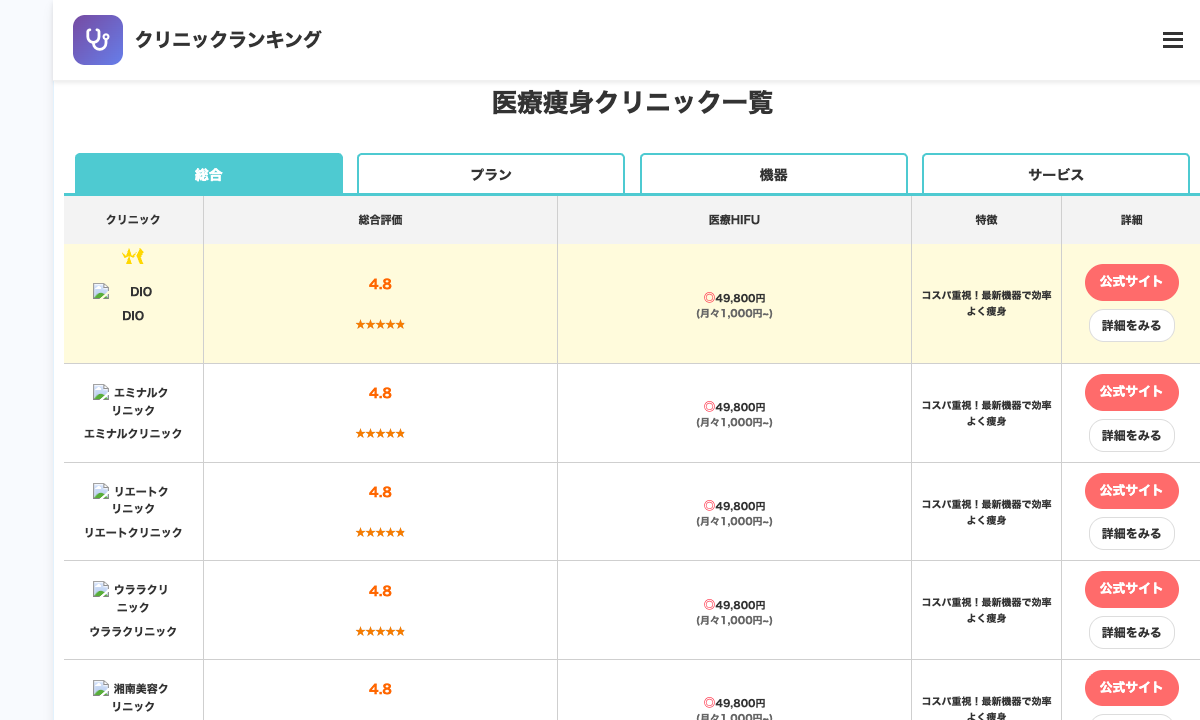 クリニックランキング
医療痩身クリニック一覧
総合 プラン 機器 サービス
クリニック 総合評価 医療HIFU 特徴 詳細
DIO
DIO
4.8
★★★★★
◎49,800円
(月々1,000円~)
コスパ重視！最新機器で効率
よく痩身
公式サイト
詳細をみる
エミナルク
リニック
エミナルクリニック
4.8
★★★★★
◎49,800円
(月々1,000円~)
コスパ重視！最新機器で効率
よく痩身
公式サイト
詳細をみる
リエートク
リニック
リエートクリニック
4.8
★★★★★
◎49,800円
(月々1,000円~)
コスパ重視！最新機器で効率
よく痩身
公式サイト
詳細をみる
ウララクリ
ニック
ウララクリニック
4.8
★★★★★
◎49,800円
(月々1,000円~)
コスパ重視！最新機器で効率
よく痩身
公式サイト
詳細をみる
湘南美容ク
リニック
4.8
◎49,800円
(月々1,000円~)
コスパ重視！最新機器で効率
よく痩身
公式サイト